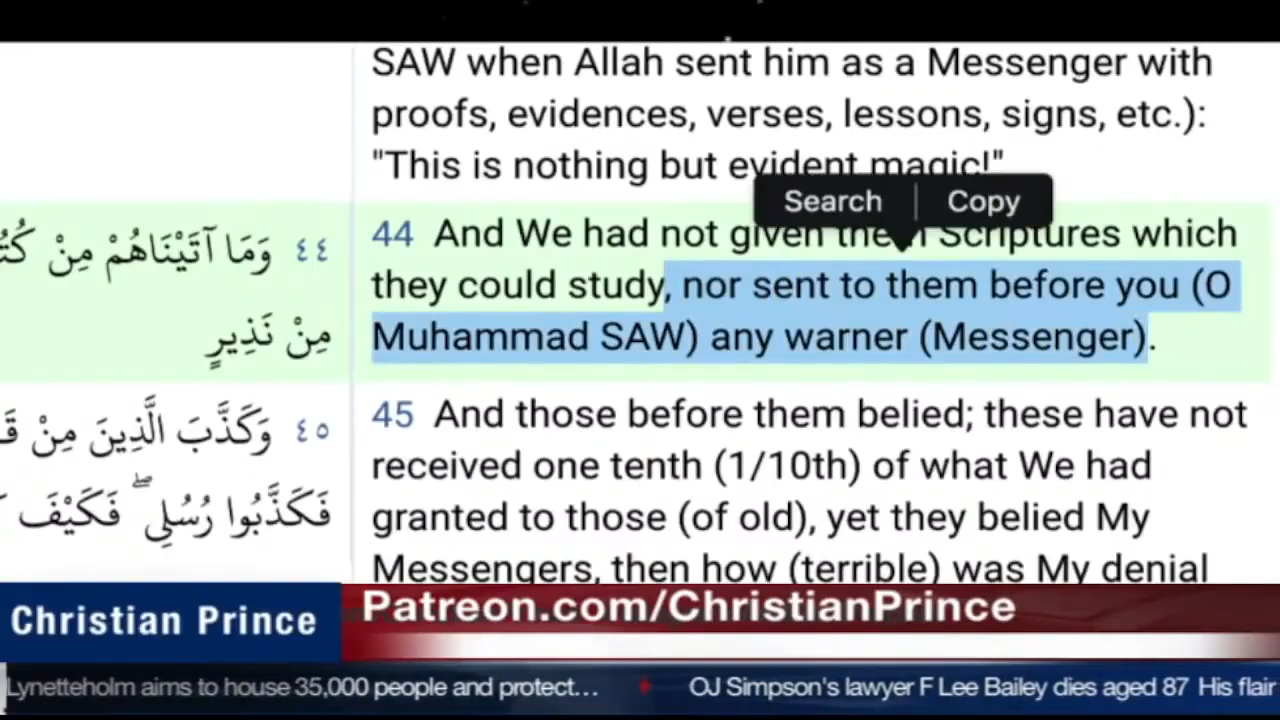 SAW when Allah sent him as a Messenger with
proofs, evidences, verses, lessons, signs, etc.):
"This is nothing but evident magic!"
Search
Copy
٤٤ وَمَا آتَيْنَاهُمْ مِنْ
مِنْ نَذِيرٍ
44 And We had not given them Scriptures which
they could study, nor sent to them before you (O
Muhammad SAW) any warner (Messenger).
٤٥ وَكَذَّبَ الَّذِينَ مِنْ
فَكَذَّبُوا رُسُلِي ۖ فَكَيْفَ
45 And those before them belied; these have not
received one tenth (1/10th) of what We had
granted to those (of old), yet they belied My
Messengers, then how (terrible) was My denial
Christian Prince
Patreon.com/ChristianPrince
Lynetteholm aims to house 35,000 people and protect...
OJ Simpson's lawyer F Lee Bailey dies aged 87 His flair